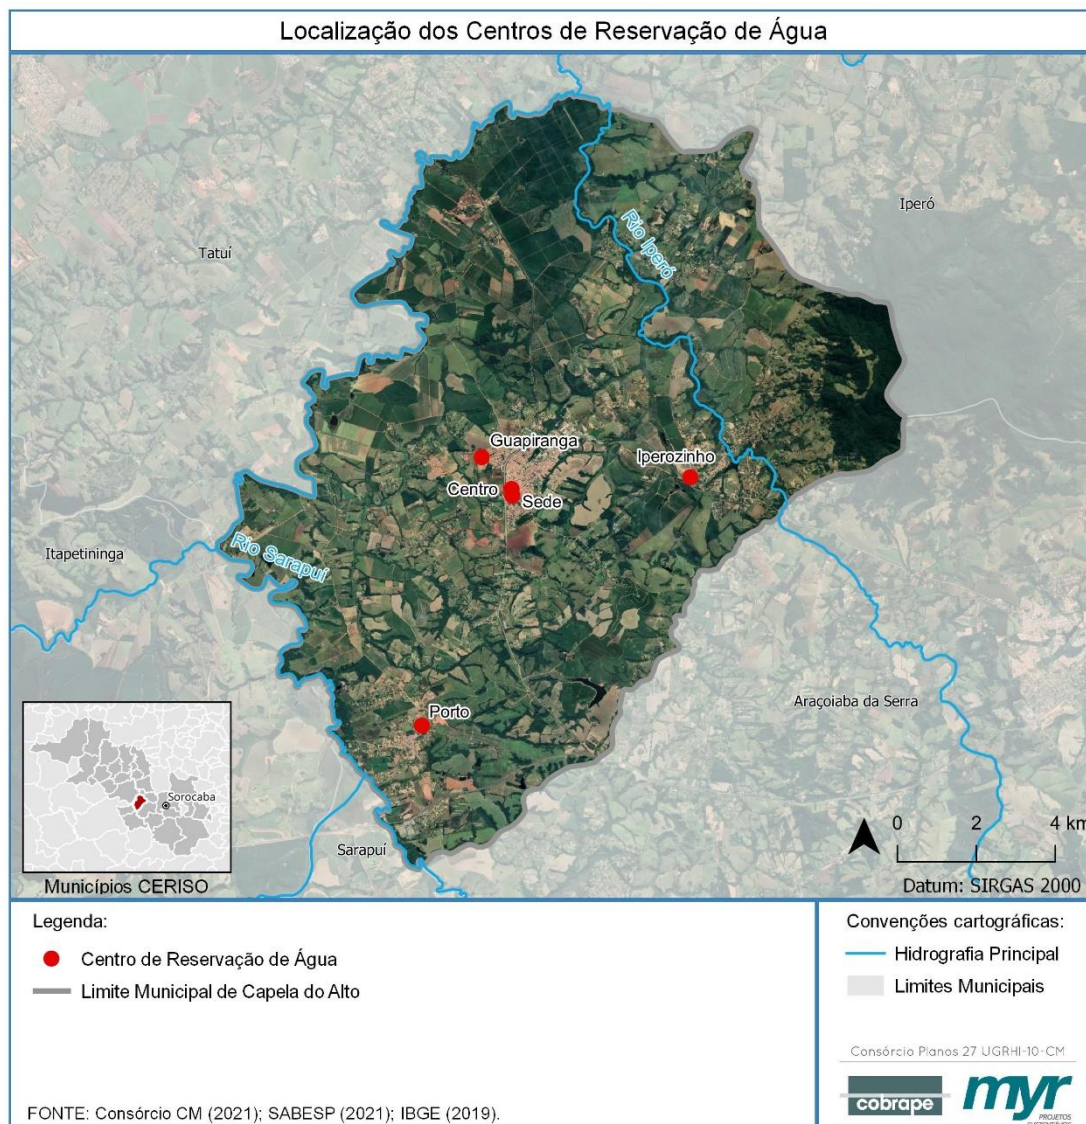 Localização dos Centros de Reservação de Água
Iperó
Rio Iperó
Tatuí
Guapiranga
Iperozinho
Centro
Sede
Itapetininga
Rio Sarapuí
Araçoiaba da Serra
Porto
Sorocaba
Sarapuí
0 2 4 km
Municípios CERISO
Datum: SIRGAS 2000
Legenda:
Centro de Reservação de Água
Limite Municipal de Capela do Alto
FONTE: Consórcio CM (2021); SABESP (2021); IBGE (2019).
Convenções cartográficas:
Hidrografia Principal
Limites Municipais
Consórcio Planos 27 UGRHI-10-CM
cobrape
myr
PROJETOS
SUSTENTÁVEIS